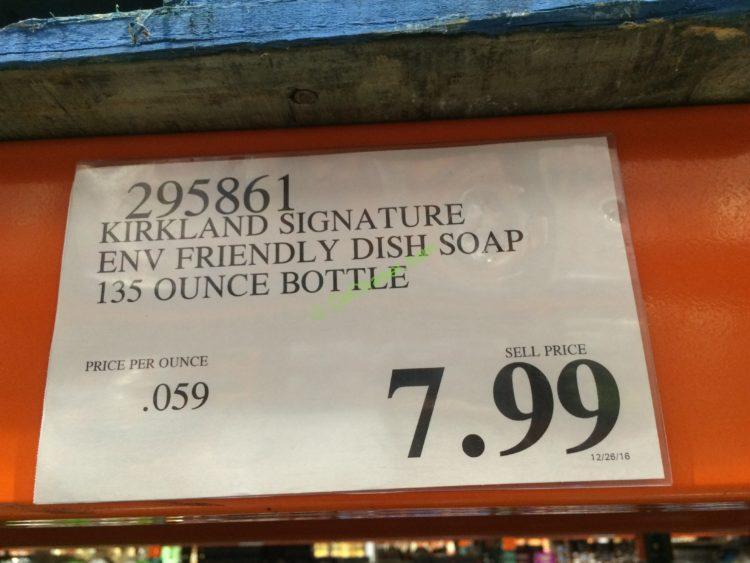 295861
KIRKLAND SIGNATURE
ENV FRIENDLY DISH SOAP
135 OUNCE BOTTLE
PRICE PER OUNCE
.059
SELL PRICE
7.99
12/26/16